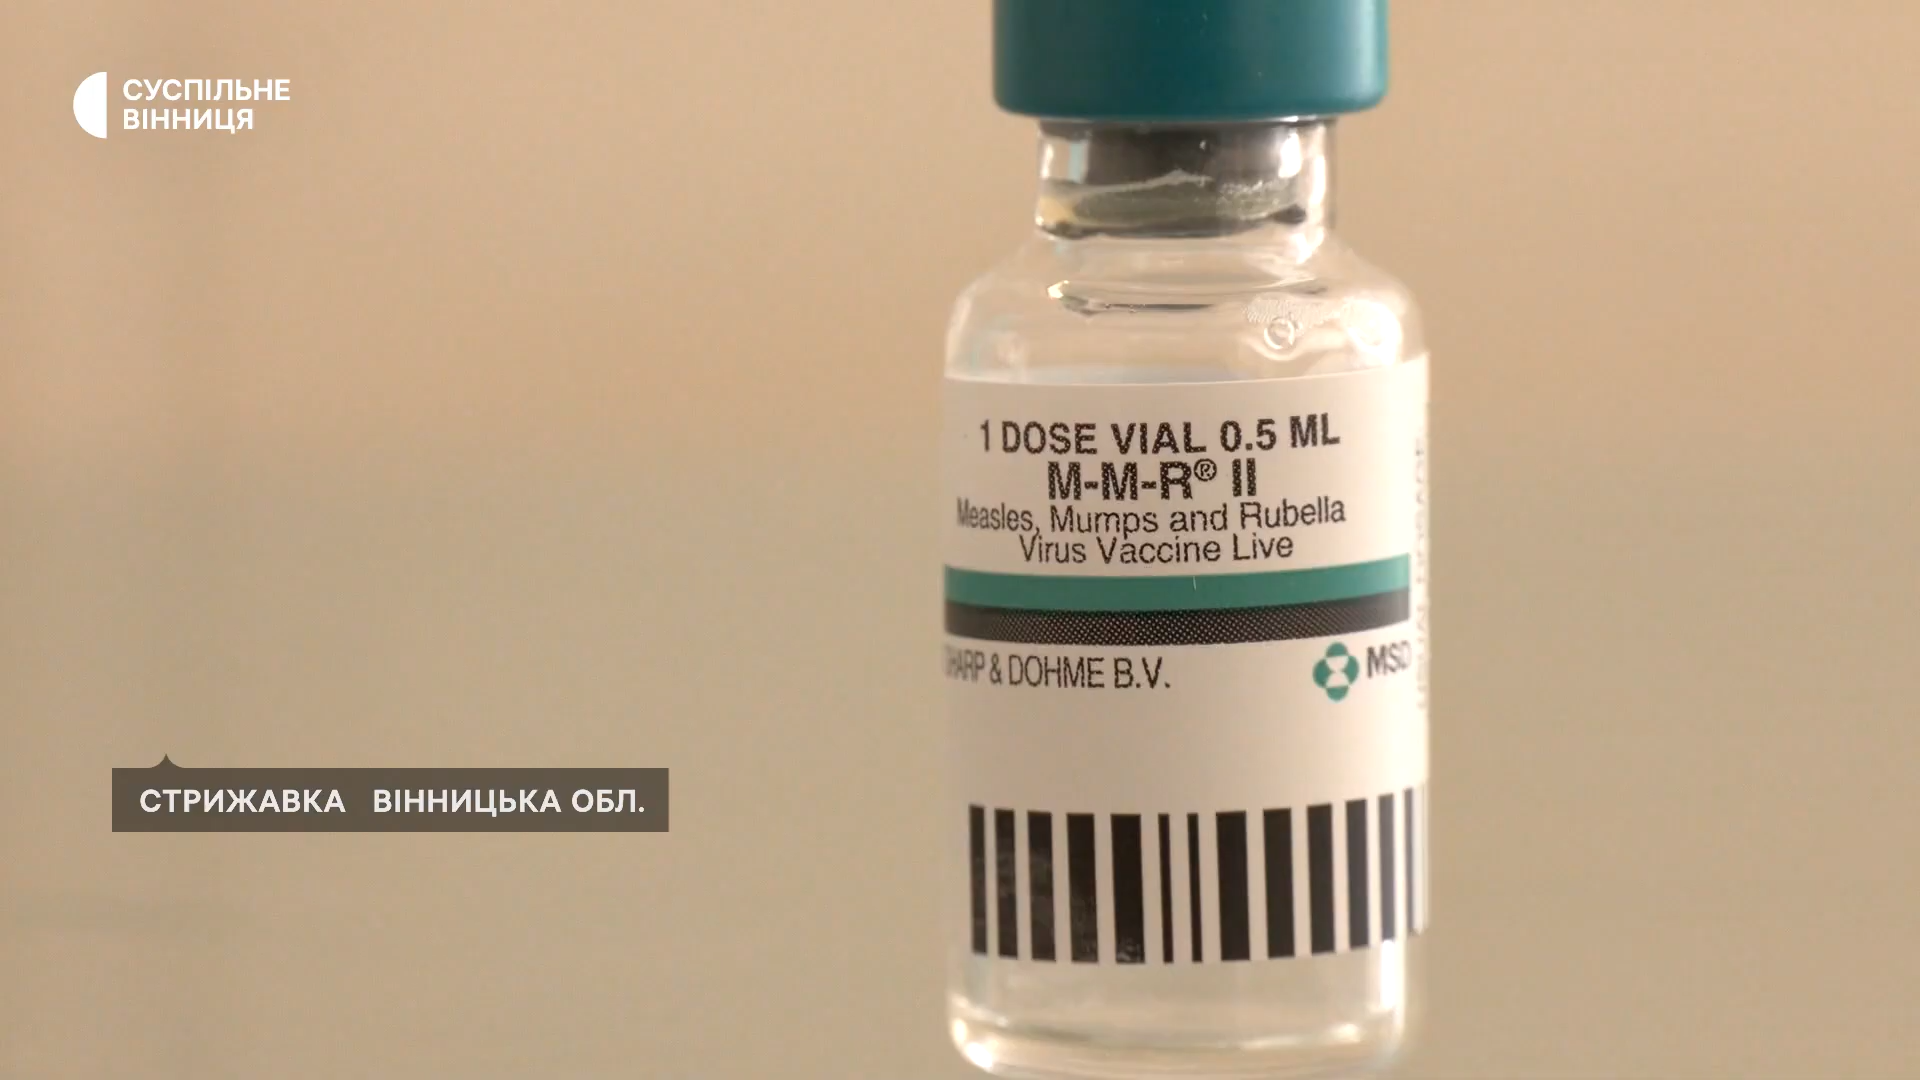 СУСПІЛЬНЕ
ВІННИЦЯ
1 DOSE VIAL 0.5 ML
M-M-R® II
Measles, Mumps and Rubella
Virus Vaccine Live
SHARP & DOHME B.V.
MSD
СТРИЖАВКА ВІННИЦЬКА ОБЛ.